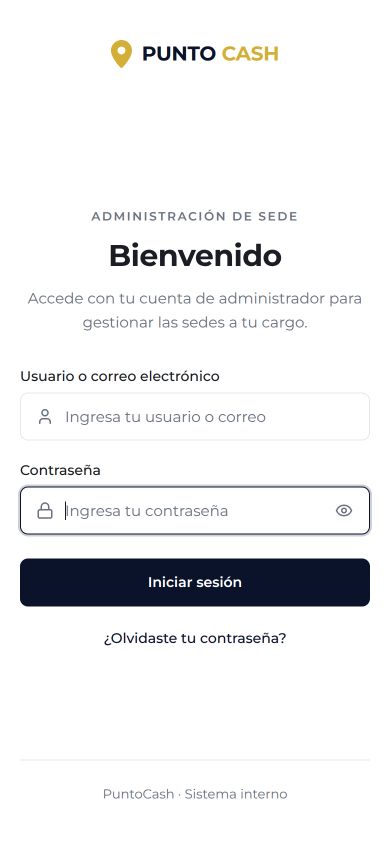 PUNTO CASH
ADMINISTRACIÓN DE SEDE
Bienvenido
Accede con tu cuenta de administrador para
gestionar las sedes a tu cargo.
Usuario o correo electrónico
Ingresa tu usuario o correo
Contraseña
Ingresa tu contraseña
Iniciar sesión
¿Olvidaste tu contraseña?
PuntoCash · Sistema interno